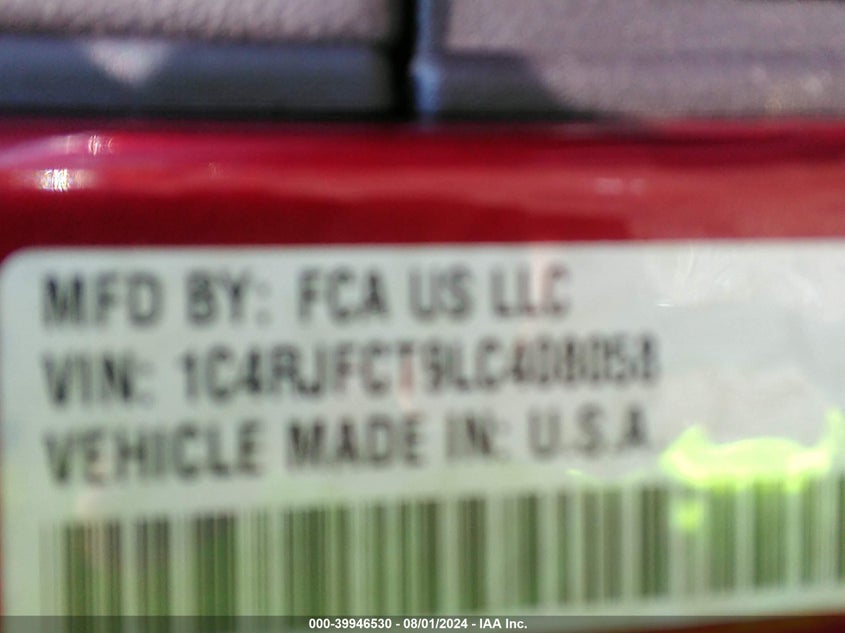 MFD BY: FCA US LLC
VIN: 1C4RJFCT9LC408058
VEHICLE MADE IN: U.S.A
000-39946530 - 08/01/2024 - IAA Inc.